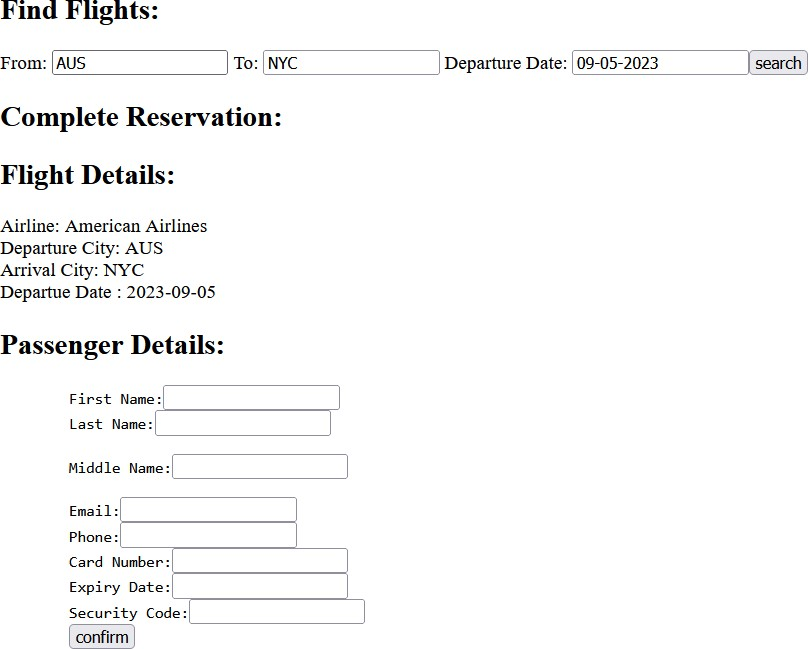 Find Flights:
From: AUS To: NYC Departure Date: 09-05-2023 search
Complete Reservation:
Flight Details:
Airline: American Airlines
Departure City: AUS
Arrival City: NYC
Departue Date : 2023-09-05
Passenger Details:
First Name:
Last Name:
Middle Name:
Email:
Phone:
Card Number:
Expiry Date:
Security Code:
confirm